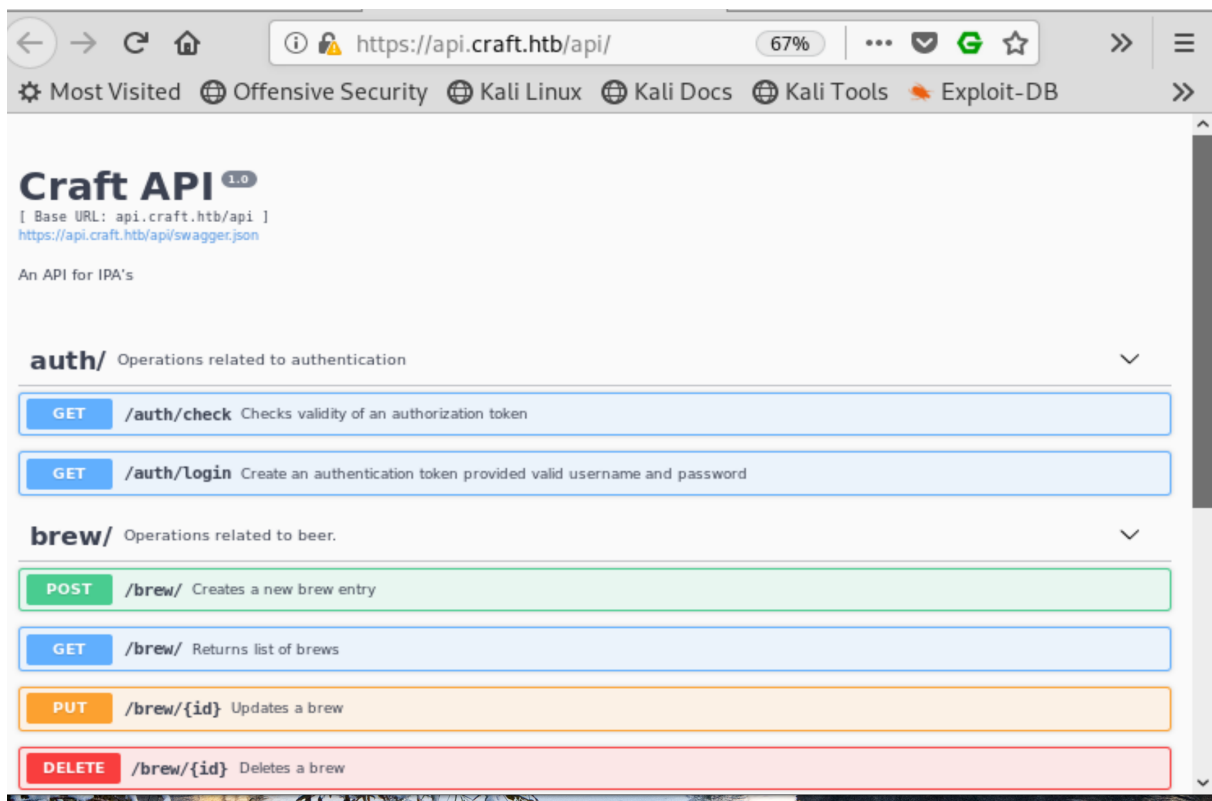 https://api.craft.htb/api/ 67%
Most Visited Offensive Security Kali Linux Kali Docs Kali Tools Exploit-DB
Craft API 1.0
[ Base URL: api.craft.htb/api ]
https://api.craft.htb/api/swagger.json
An API for IPA's
auth/ Operations related to authentication
GET /auth/check Checks validity of an authorization token
GET /auth/login Create an authentication token provided valid username and password
brew/ Operations related to beer.
POST /brew/ Creates a new brew entry
GET /brew/ Returns list of brews
PUT /brew/{id} Updates a brew
DELETE /brew/{id} Deletes a brew